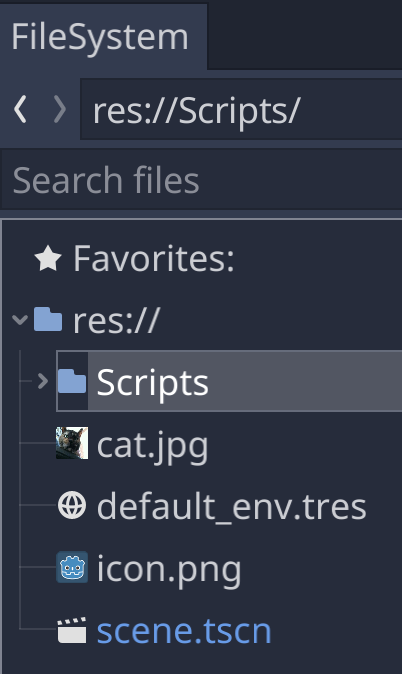 FileSystem
res://Scripts/
Search files
Favorites:
res://
Scripts
cat.jpg
default_env.tres
icon.png
scene.tscn